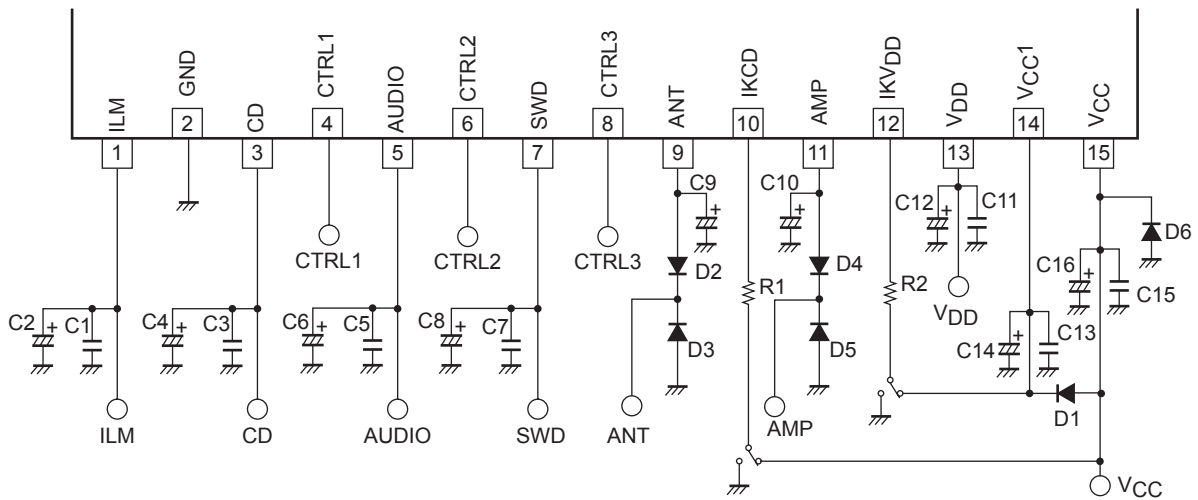 ILM
GND
CD
CTRL1
AUDIO
CTRL2
SWD
CTRL3
ANT
IKCD
AMP
IKVDD
VDD
VCC1
VCC
1
2
3
4
5
6
7
8
9
10
11
12
13
14
15
C9
C10
C12
C11
D6
CTRL1
CTRL2
CTRL3
D2
D4
C16
C15
R1
R2
VDD
C2
C1
C4
C3
C6
C5
C8
C7
D3
D5
C14
C13
D1
ILM
CD
AUDIO
SWD
ANT
AMP
VCC
+
+
+
+
+
+
+
+
+